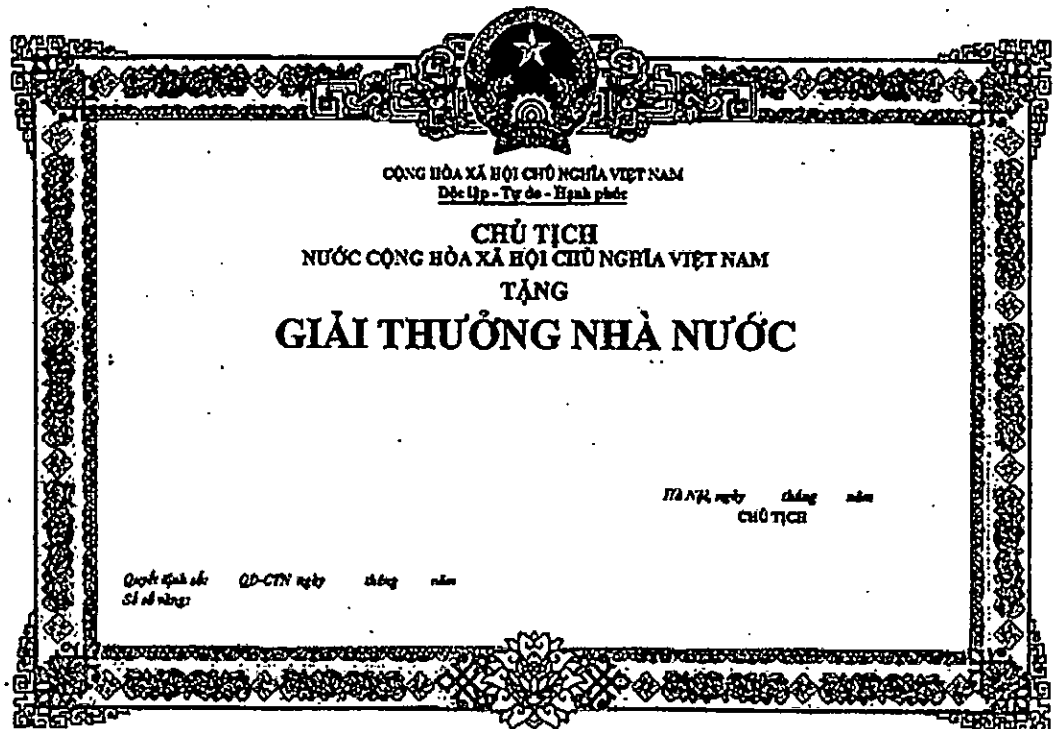 CỘNG HÒA XÃ HỘI CHỦ NGHĨA VIỆT NAM
Độc lập - Tự do - Hạnh phúc
CHỦ TỊCH
NƯỚC CỘNG HÒA XÃ HỘI CHỦ NGHĨA VIỆT NAM
TẶNG
GIẢI THƯỞNG NHÀ NƯỚC
Hà Nội, ngày tháng năm
CHỦ TỊCH
Quyết định số: QĐ-CTN ngày tháng năm
Số sổ vàng: